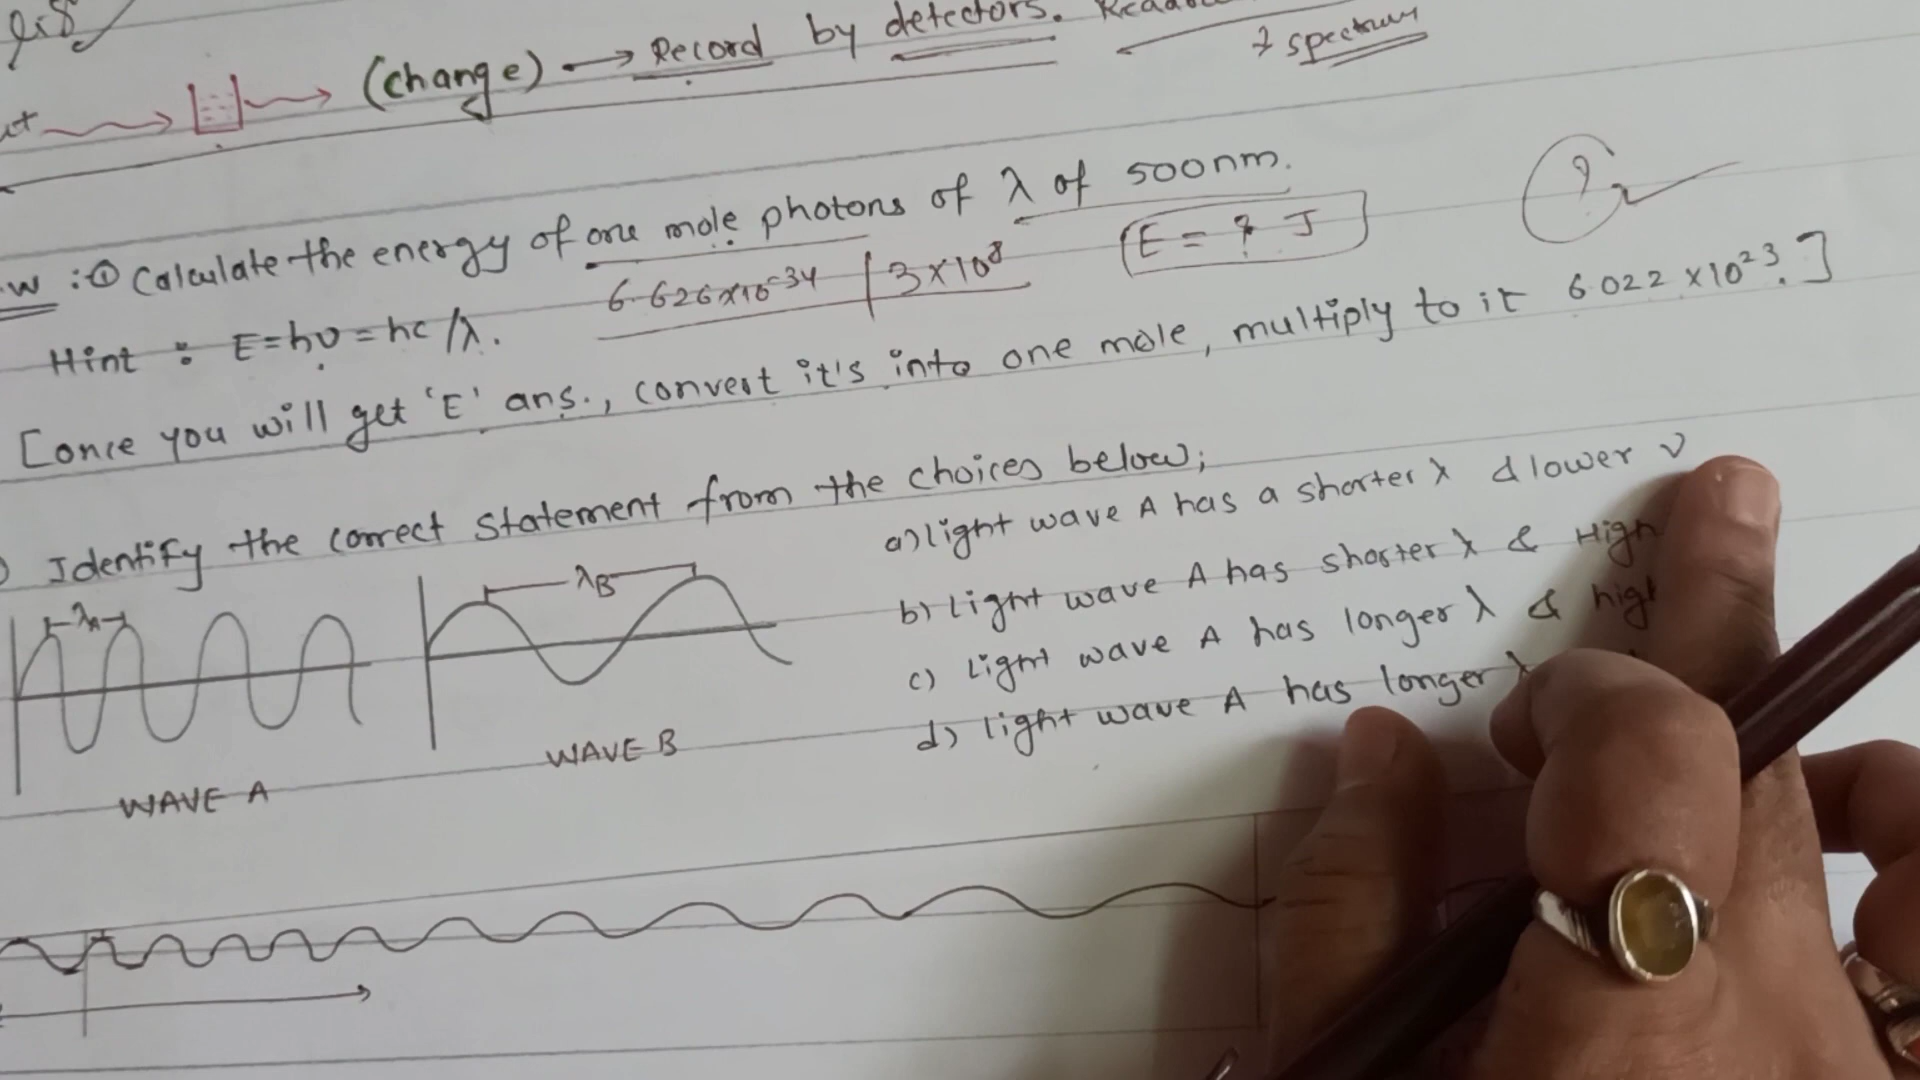 (change) → Record by detectors.
spectrum
w : ① Calculate the energy of one mole photons of λ of 500nm.
6.626×10-34 | 3×10⁸
E = ? J
?
Hint : E=hν = hc/λ.
[once you will get 'E' ans., convert it's into one mole, multiply to it 6.022 ×10²³.]
Identify the correct statement from the choices below;
a) light wave A has a shorter λ & lower ν
b) Light wave A has shorter λ & High
c) Light wave A has longer λ & high
d) light wave A has longer λ
λA
λB
WAVE A
WAVE B